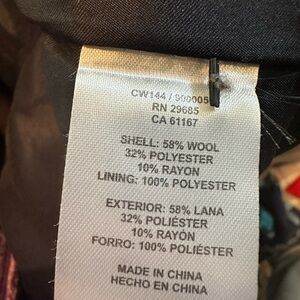 CW144 / 900005
RN 29685
CA 61167
SHELL: 58% WOOL
32% POLYESTER
10% RAYON
LINING: 100% POLYESTER
EXTERIOR: 58% LANA
32% POLIÉSTER
10% RAYÓN
FORRO: 100% POLIÉSTER
MADE IN CHINA
HECHO EN CHINA